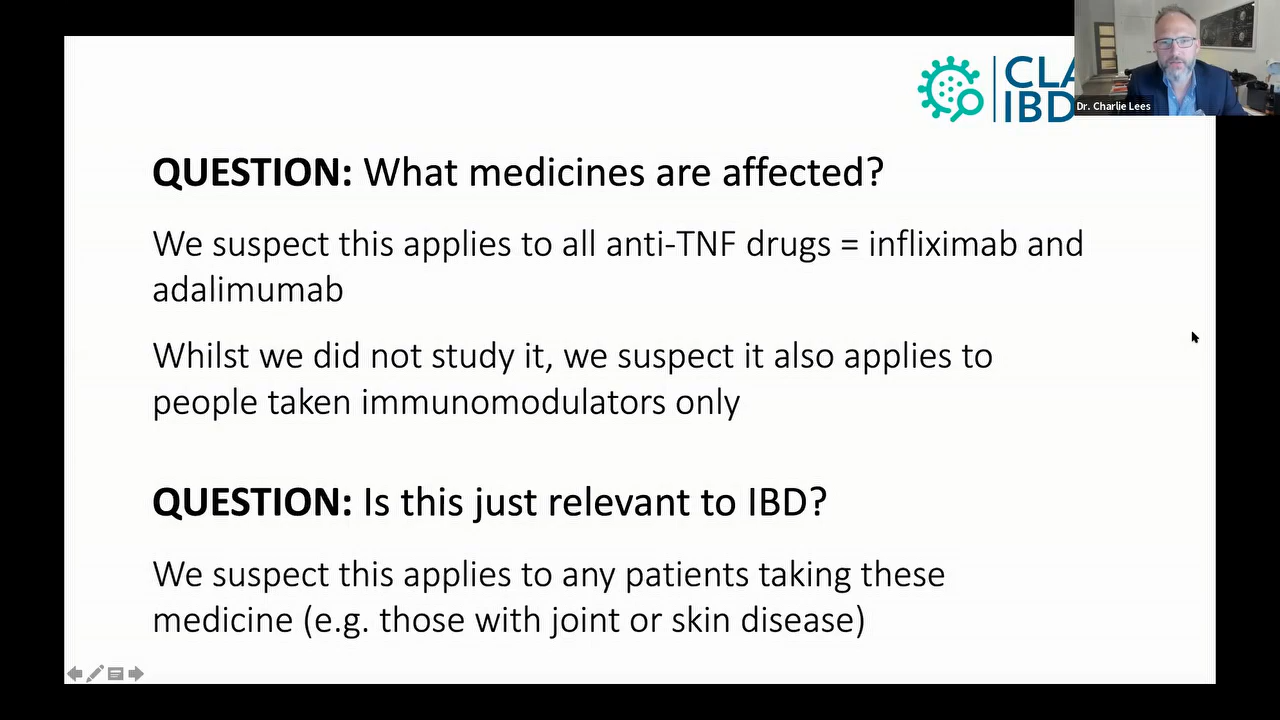 CLA
IBD
Dr. Charlie Lees
QUESTION: What medicines are affected?
We suspect this applies to all anti-TNF drugs = infliximab and
adalimumab
Whilst we did not study it, we suspect it also applies to
people taken immunomodulators only
QUESTION: Is this just relevant to IBD?
We suspect this applies to any patients taking these
medicine (e.g. those with joint or skin disease)